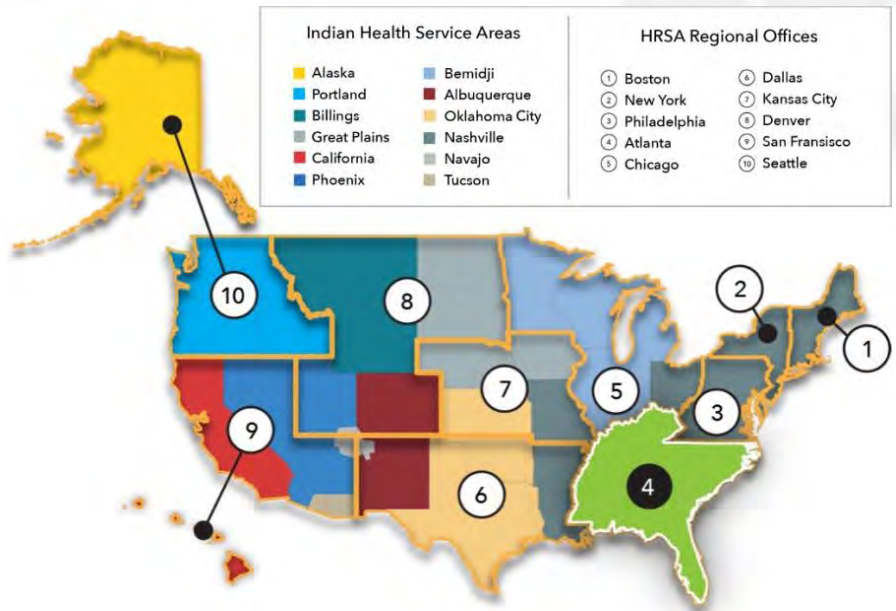 Indian Health Service Areas
Alaska
Portland
Billings
Great Plains
California
Phoenix
Bemidji
Albuquerque
Oklahoma City
Nashville
Navajo
Tucson
HRSA Regional Offices
1 Boston
2 New York
3 Philadelphia
4 Atlanta
5 Chicago
6 Dallas
7 Kansas City
8 Denver
9 San Fransisco
10 Seattle
10
8
2
1
7
5
3
9
6
4